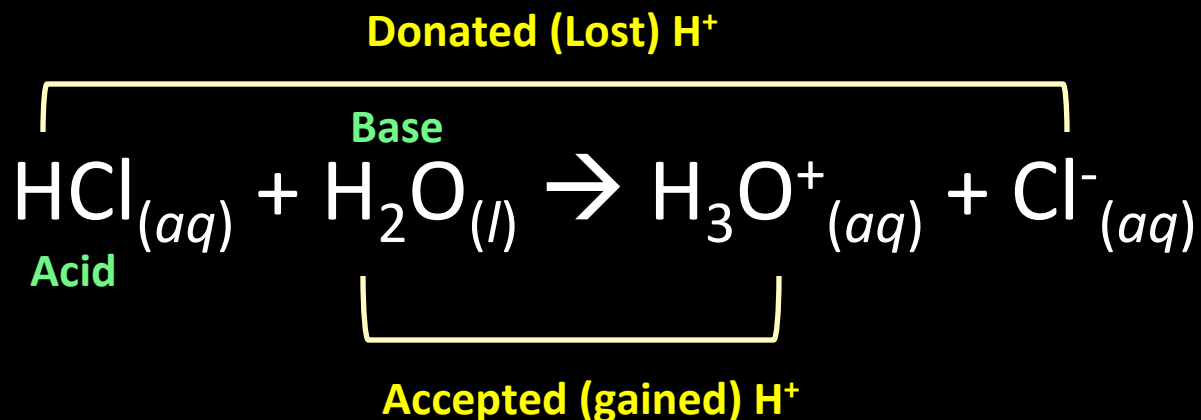 Donated (Lost) H⁺
Base
HCl(aq) + H₂O(l) → H₃O⁺(aq) + Cl⁻(aq)
Acid
Accepted (gained) H⁺